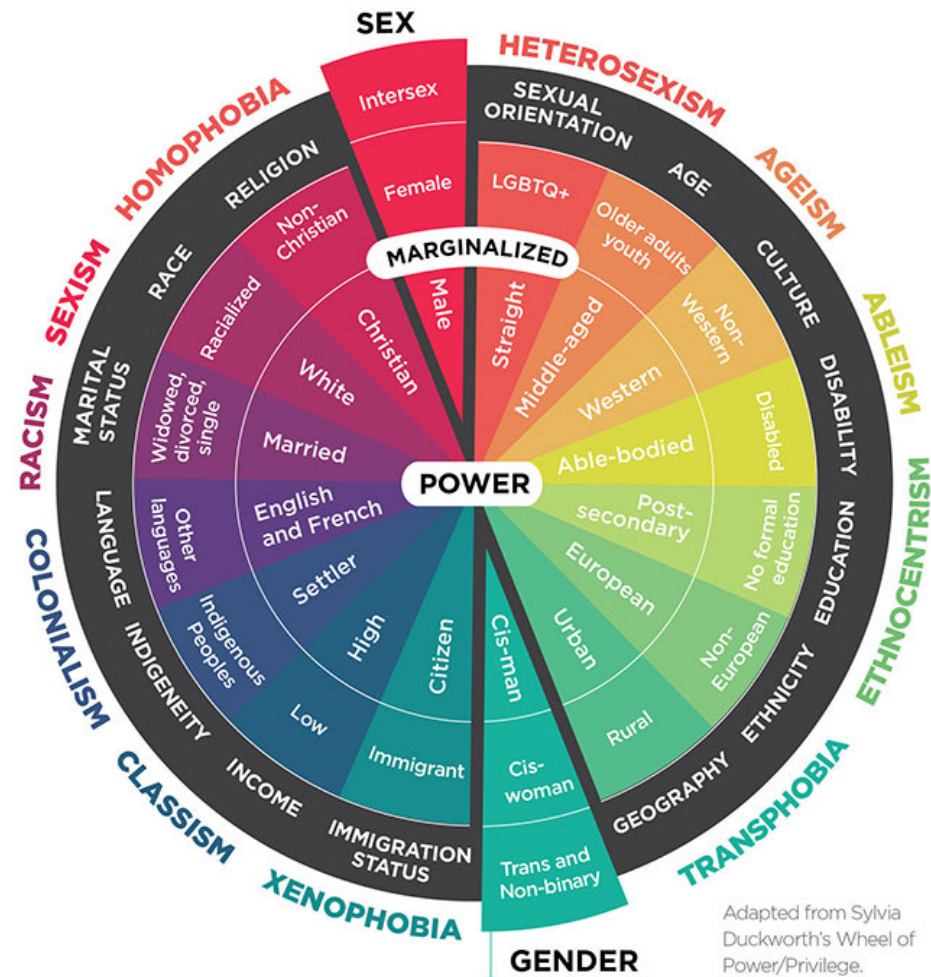 SEX
HETEROSEXISM
AGEISM
ABLEISM
ETHNOCENTRISM
TRANSPHOBIA
GENDER
XENOPHOBIA
CLASSISM
COLONIALISM
RACISM
SEXISM
HOMOPHOBIA
Intersex
Female
Male
SEXUAL
ORIENTATION
LGBTQ+
Straight
AGE
Older adults
youth
Middle-aged
CULTURE
Non-
Western
Western
DISABILITY
Disabled
Able-bodied
EDUCATION
No formal
education
Post-
secondary
ETHNICITY
Non-
European
European
GEOGRAPHY
Rural
Urban
Cis-man
Cis-
woman
Trans and
Non-binary
IMMIGRATION
STATUS
Immigrant
Citizen
INCOME
Low
High
INDIGENEITY
Indigenous
Peoples
Settler
LANGUAGE
Other
languages
English
and French
MARITAL
STATUS
Widowed,
divorced,
single
Married
RACE
Racialized
White
RELIGION
Non-
Christian
Christian
MARGINALIZED
POWER
Adapted from Sylvia
Duckworth's Wheel of
Power/Privilege.